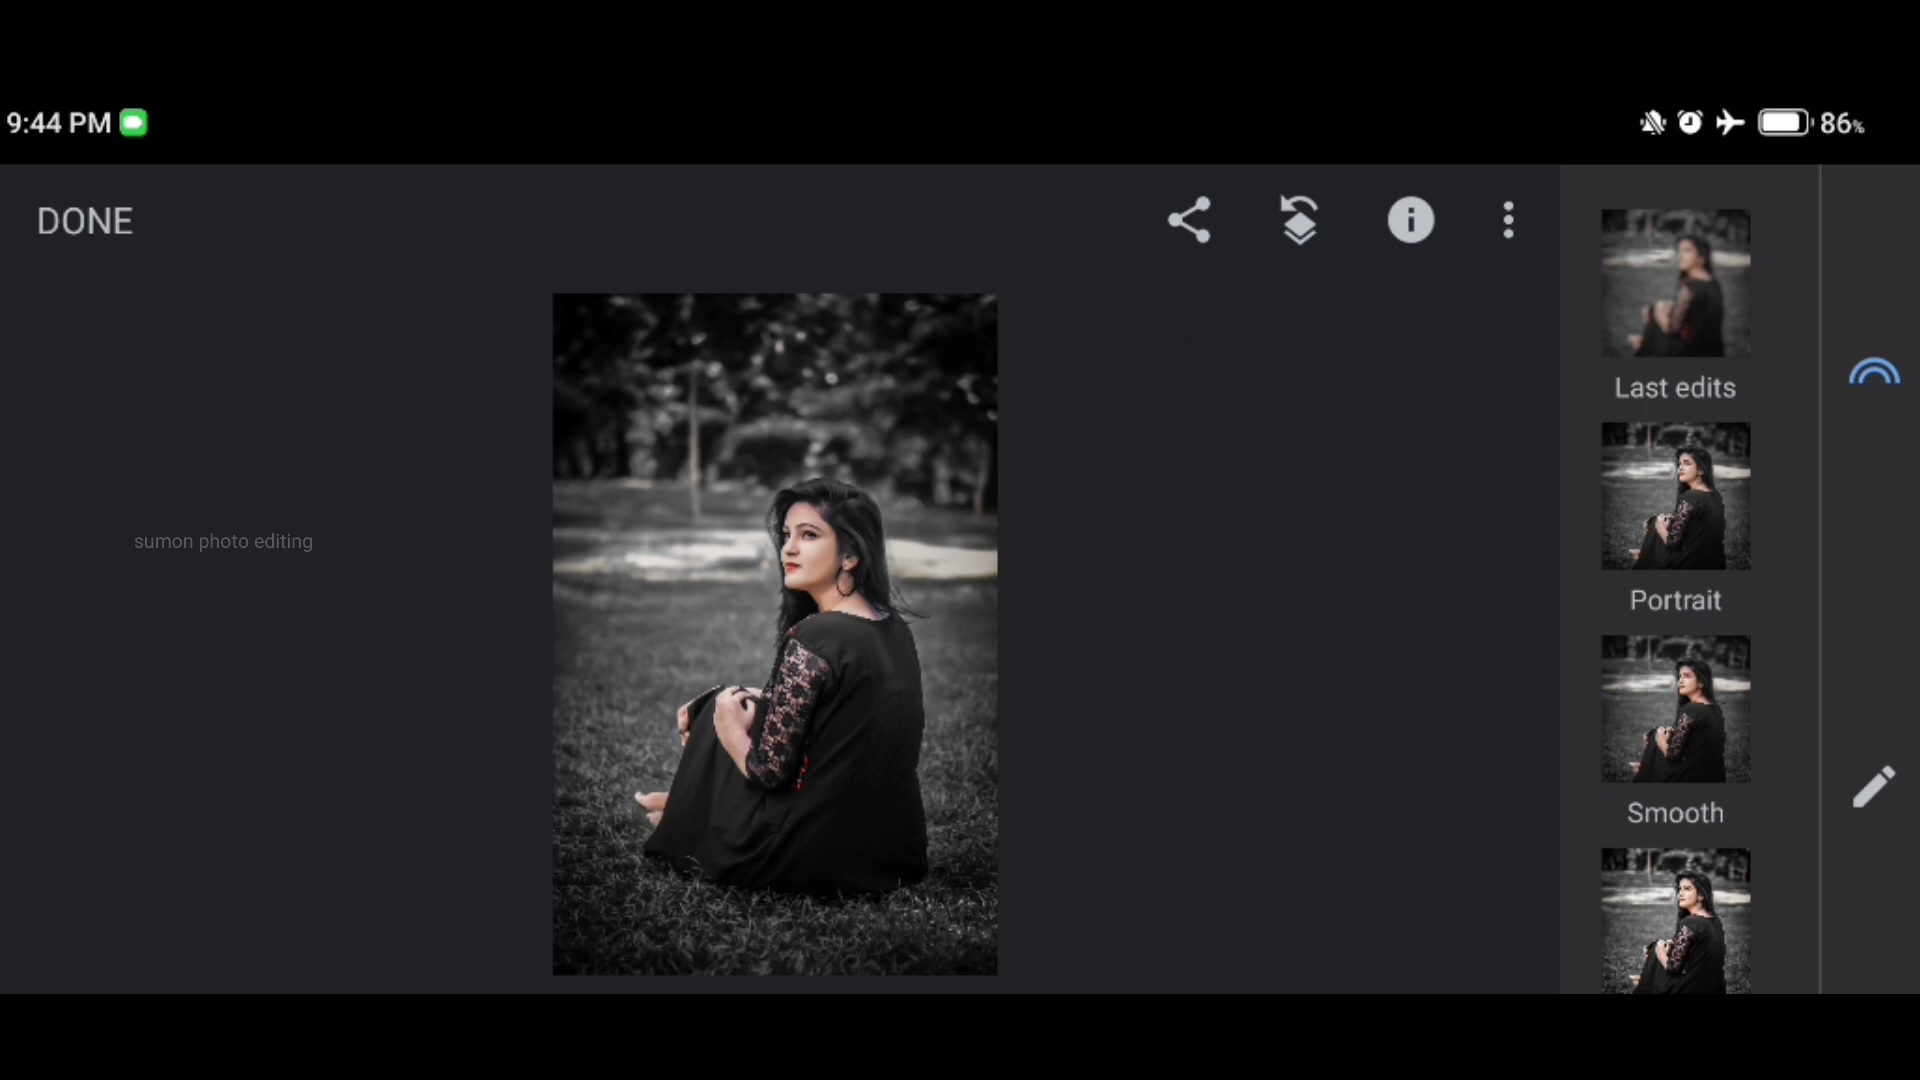 9:44 PM
86%
DONE
sumon photo editing
Last edits
Portrait
Smooth